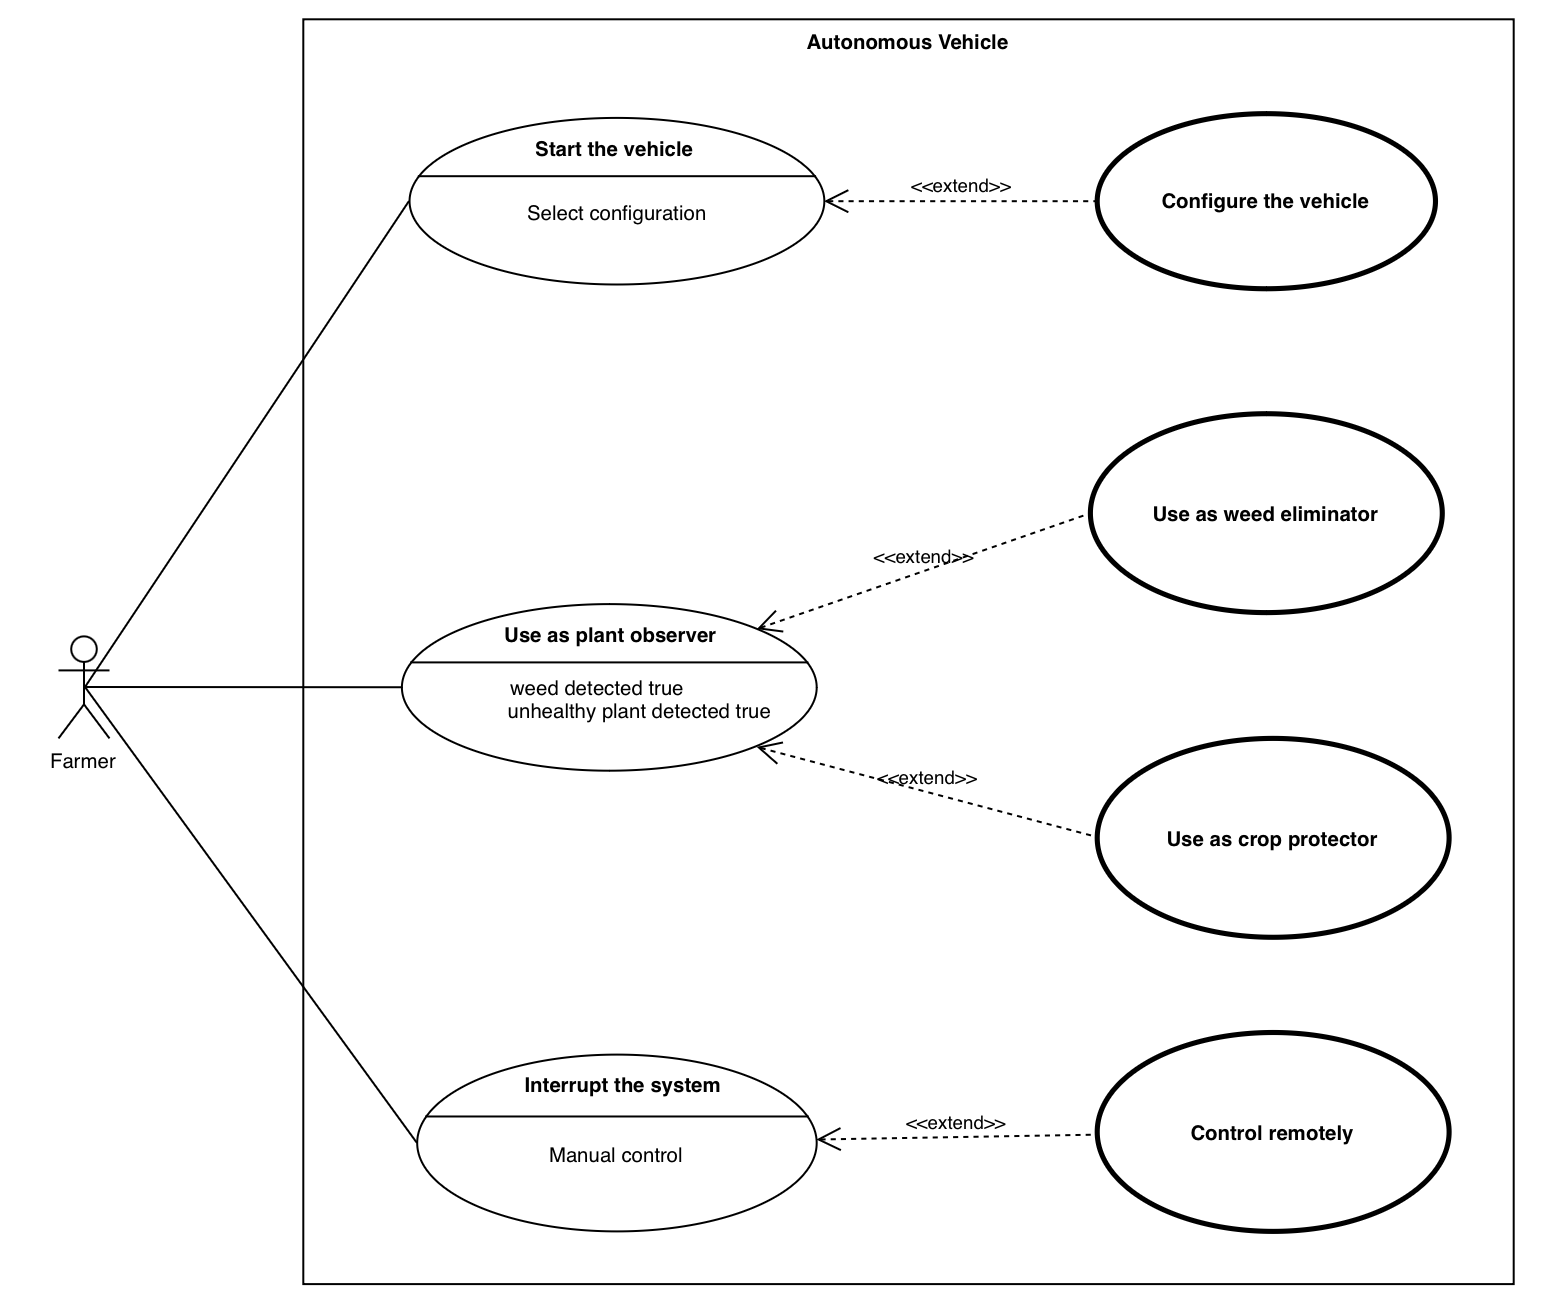 Autonomous Vehicle
Start the vehicle
Select configuration
<<extend>>
Configure the vehicle
Use as weed eliminator
<<extend>>
Use as plant observer
weed detected true
unhealthy plant detected true
Farmer
<<extend>>
Use as crop protector
Interrupt the system
Manual control
<<extend>>
Control remotely